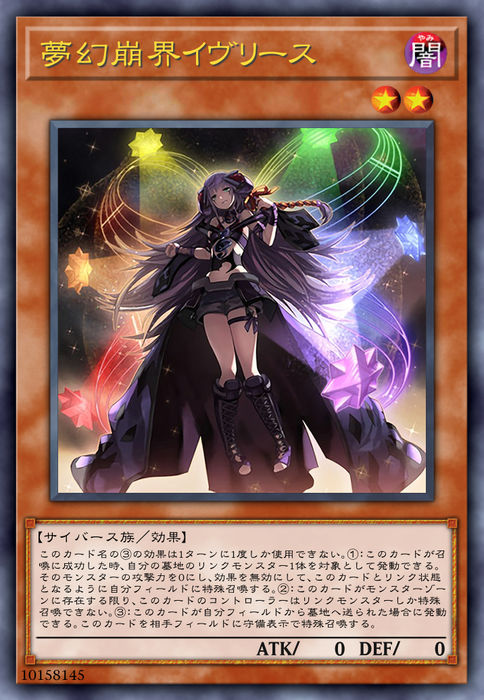 夢幻崩界イヴリース
やみ
闇
【サイバース族／効果】
このカード名の③の効果は1ターンに1度しか使用できない。①：このカードが召
喚に成功した時、自分の墓地のリンクモンスター1体を対象として発動できる。
そのモンスターの攻撃力を0にし、効果を無効にして、このカードとリンク状態
となるように自分フィールドに特殊召喚する。②：このカードがモンスターゾー
ンに存在する限り、このカードのコントローラーはリンクモンスターしか特殊
召喚できない。③：このカードが自分フィールドから墓地へ送られた場合に発動
できる。このカードを相手フィールドに守備表示で特殊召喚する。
ATK/ 0 DEF/ 0
10158145